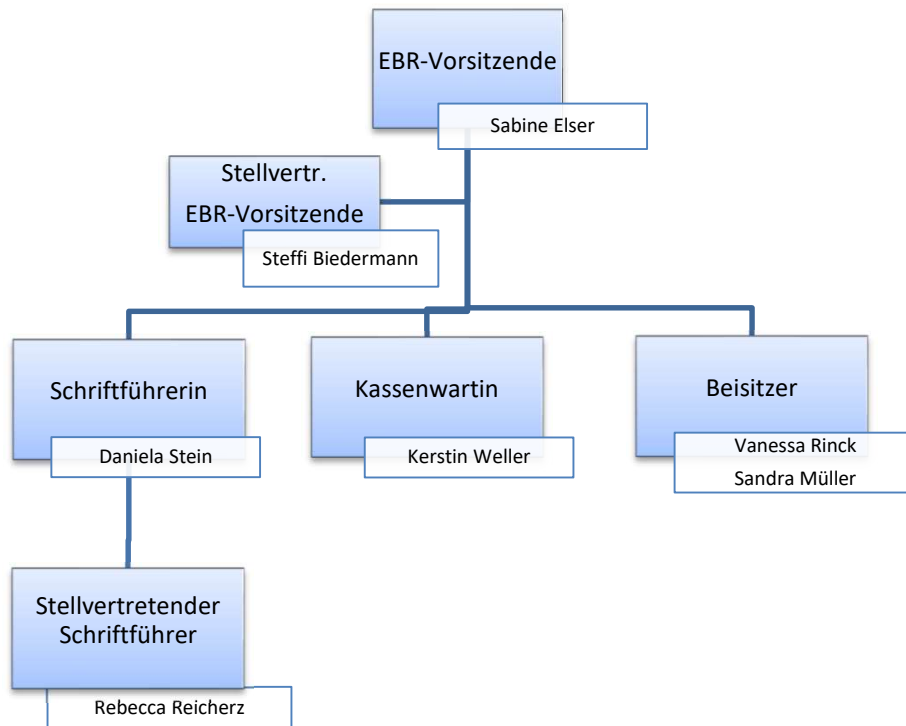 EBR-Vorsitzende
Sabine Elser
Stellvertr.
EBR-Vorsitzende
Steffi Biedermann
Schriftführerin
Daniela Stein
Kassenwartin
Kerstin Weller
Beisitzer
Vanessa Rinck
Sandra Müller
Stellvertretender
Schriftführer
Rebecca Reicherz